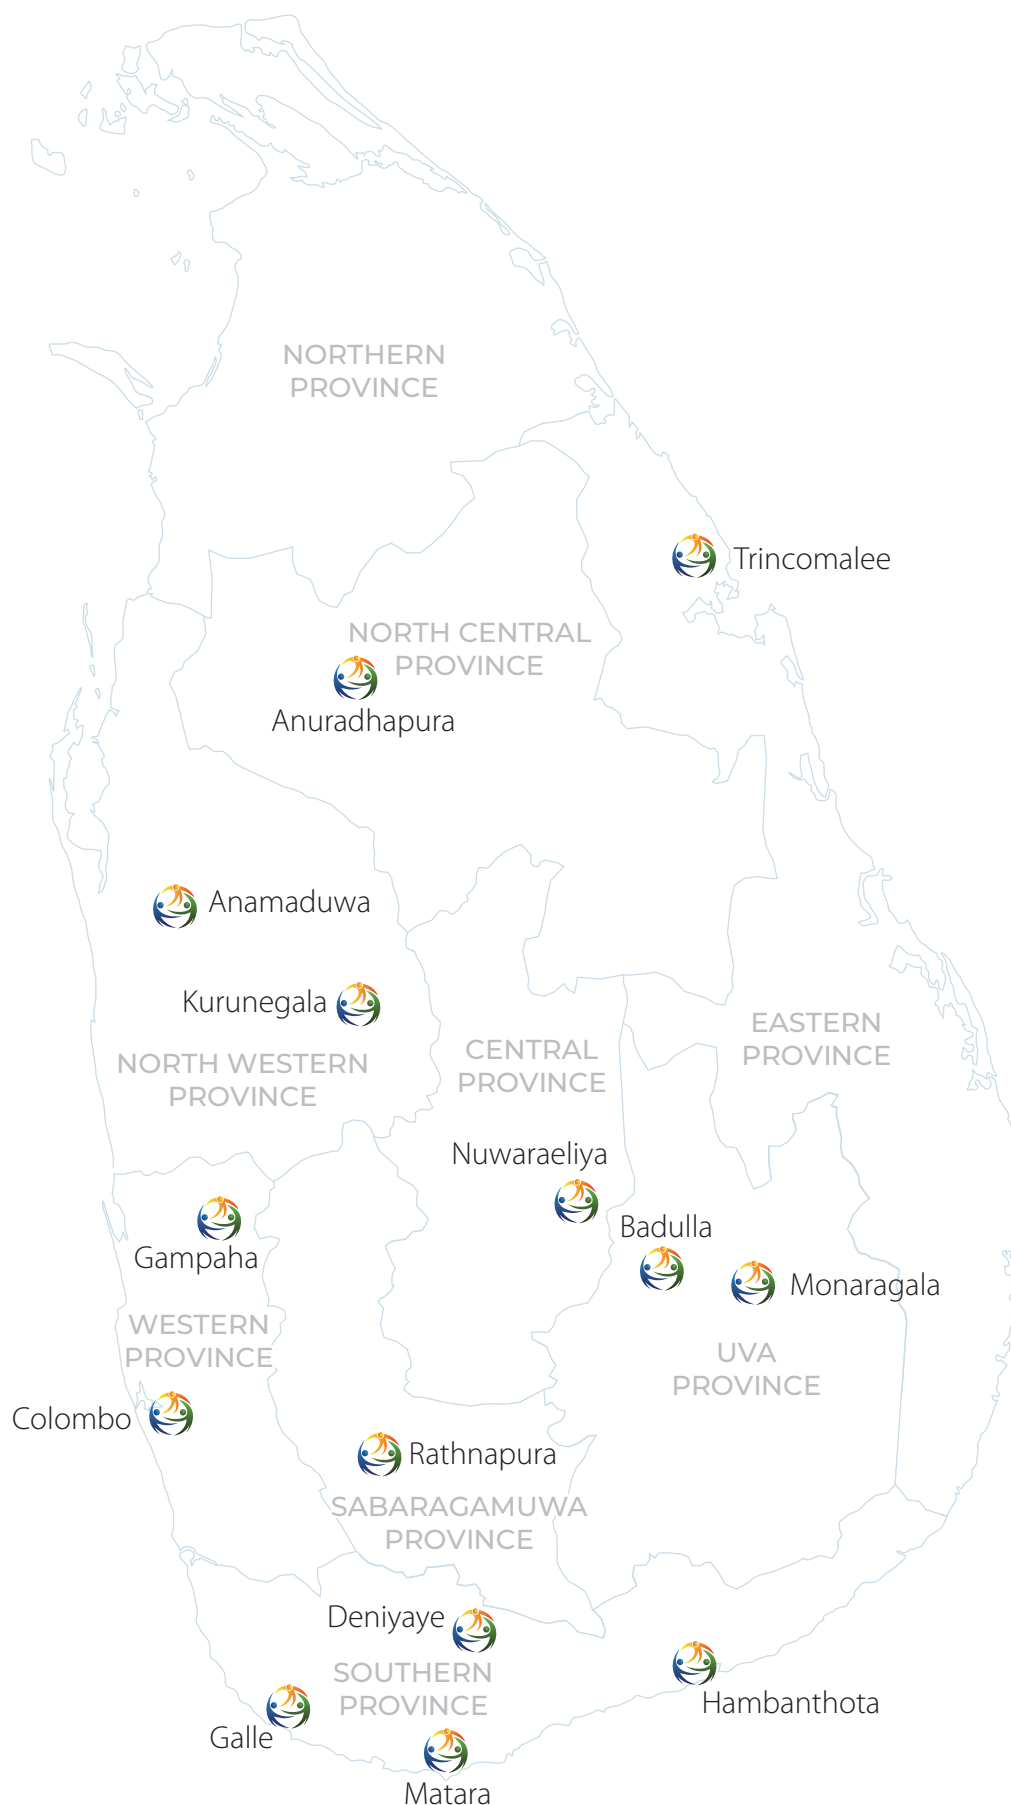 NORTHERN
PROVINCE
Trincomalee
NORTH CENTRAL
PROVINCE
Anuradhapura
Anamaduwa
Kurunegala
NORTH WESTERN
PROVINCE
CENTRAL
PROVINCE
EASTERN
PROVINCE
Nuwaraeliya
Gampaha
Badulla
Monaragala
WESTERN
PROVINCE
UVA
PROVINCE
Colombo
Rathnapura
SABARAGAMUWA
PROVINCE
Deniyaye
SOUTHERN
PROVINCE
Hambanthota
Galle
Matara